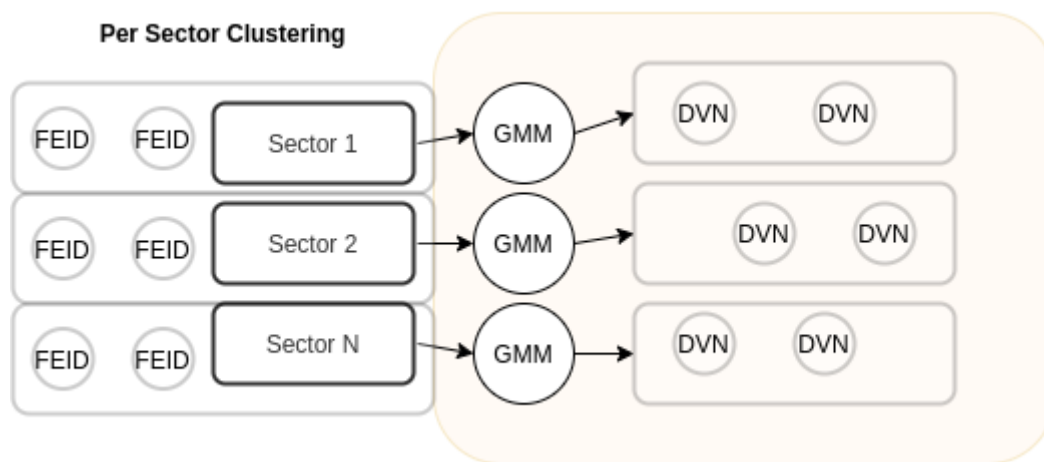 Per Sector Clustering
FEID FEID Sector 1 GMM DVN DVN
FEID FEID Sector 2 GMM DVN DVN
FEID FEID Sector N GMM DVN DVN